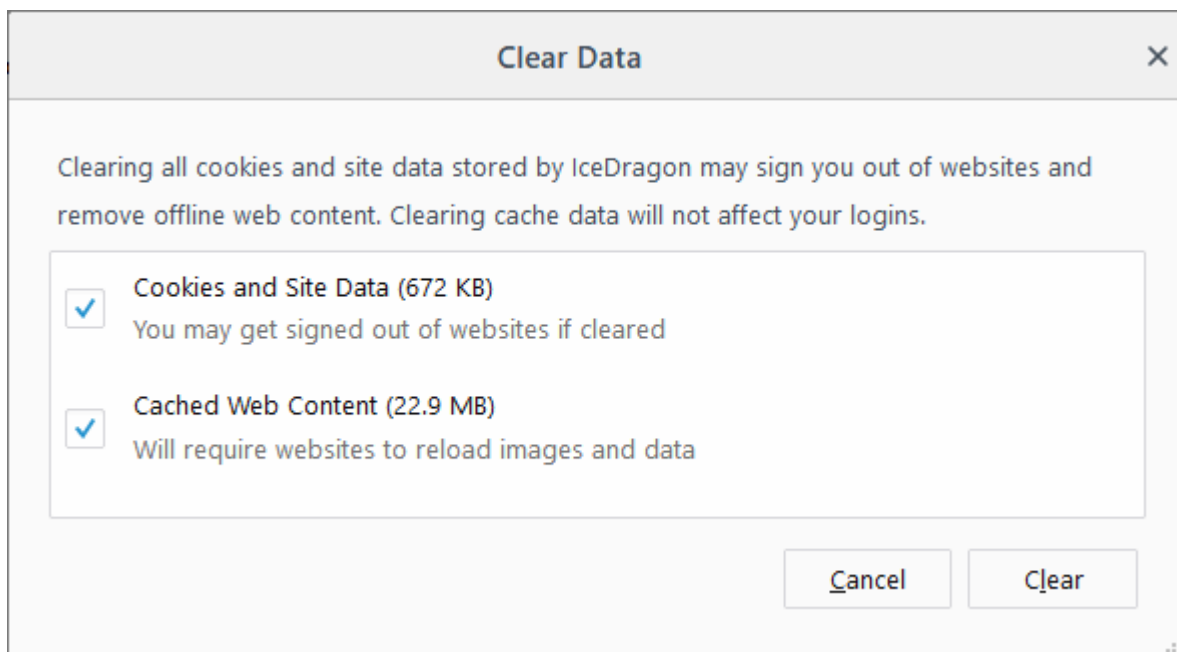 Clear Data
Clearing all cookies and site data stored by IceDragon may sign you out of websites and
remove offline web content. Clearing cache data will not affect your logins.
Cookies and Site Data (672 KB)
You may get signed out of websites if cleared
Cached Web Content (22.9 MB)
Will require websites to reload images and data
Cancel Clear